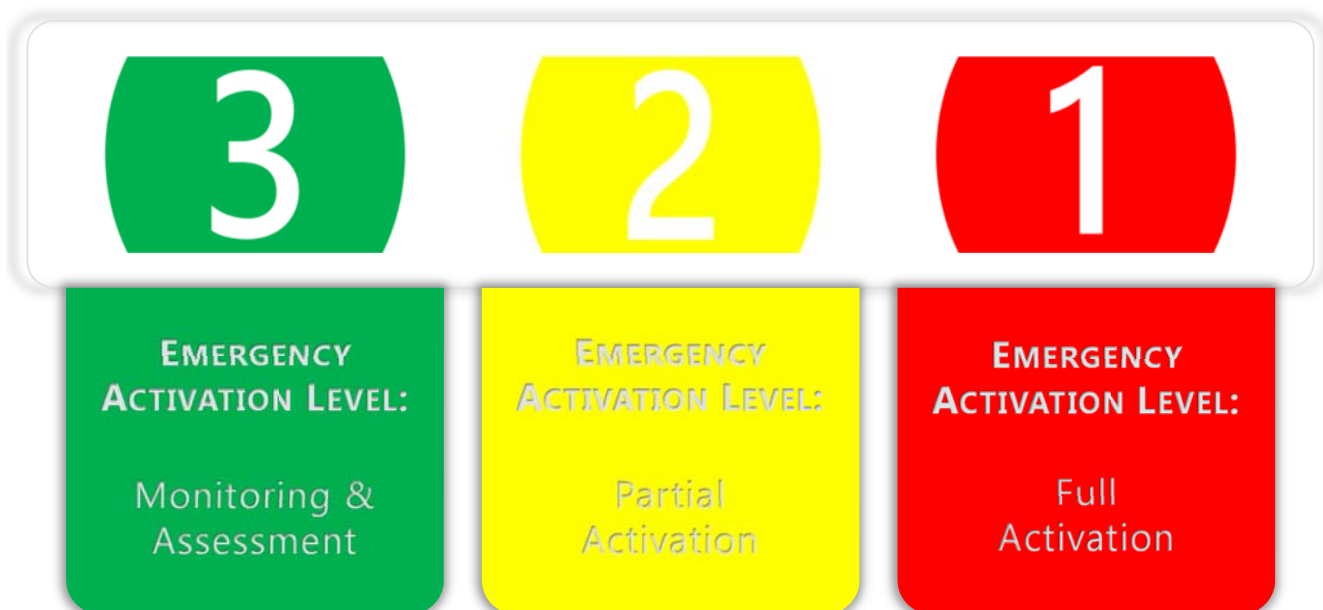 3
EMERGENCY
ACTIVATION LEVEL:
Monitoring &
Assessment
2
EMERGENCY
ACTIVATION LEVEL:
Partial
Activation
1
EMERGENCY
ACTIVATION LEVEL:
Full
Activation